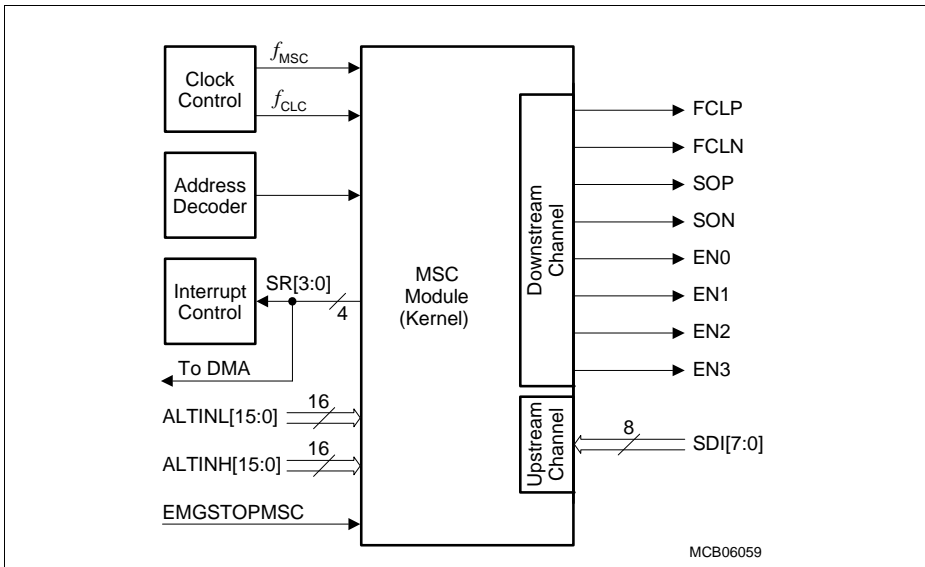 Clock
Control
fMSC
fCLC
Address
Decoder
Interrupt
Control
SR[3:0]
4
To DMA
ALTINL[15:0]
16
ALTINH[15:0]
16
EMGSTOPMSC
MSC
Module
(Kernel)
Downstream
Channel
Upstream
Channel
FCLP
FCLN
SOP
SON
EN0
EN1
EN2
EN3
8
SDI[7:0]
MCB06059